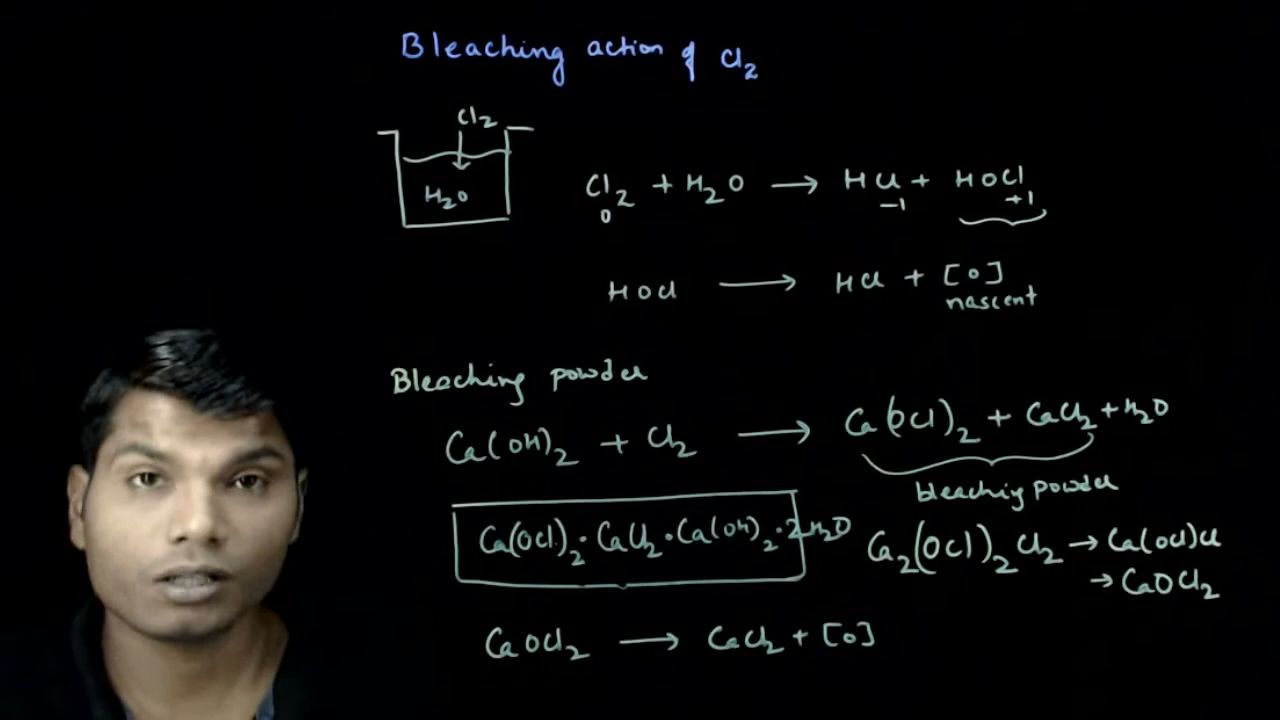 Bleaching action of Cl2
Cl2
H2O
Cl2 + H2O → HCl + HOCl
0 -1 +1
HOCl → HCl + [O]
nascent
Bleaching powder
Ca(OH)2 + Cl2 → Ca(OCl)2 + CaCl2 + H2O
bleachig powder
Ca(OCl)2·CaCl2·Ca(OH)2·2H2O
Ca2(OCl)2Cl2 → Ca(OCl)Cl
→ CaOCl2
CaOCl2 → CaCl2 + [O]